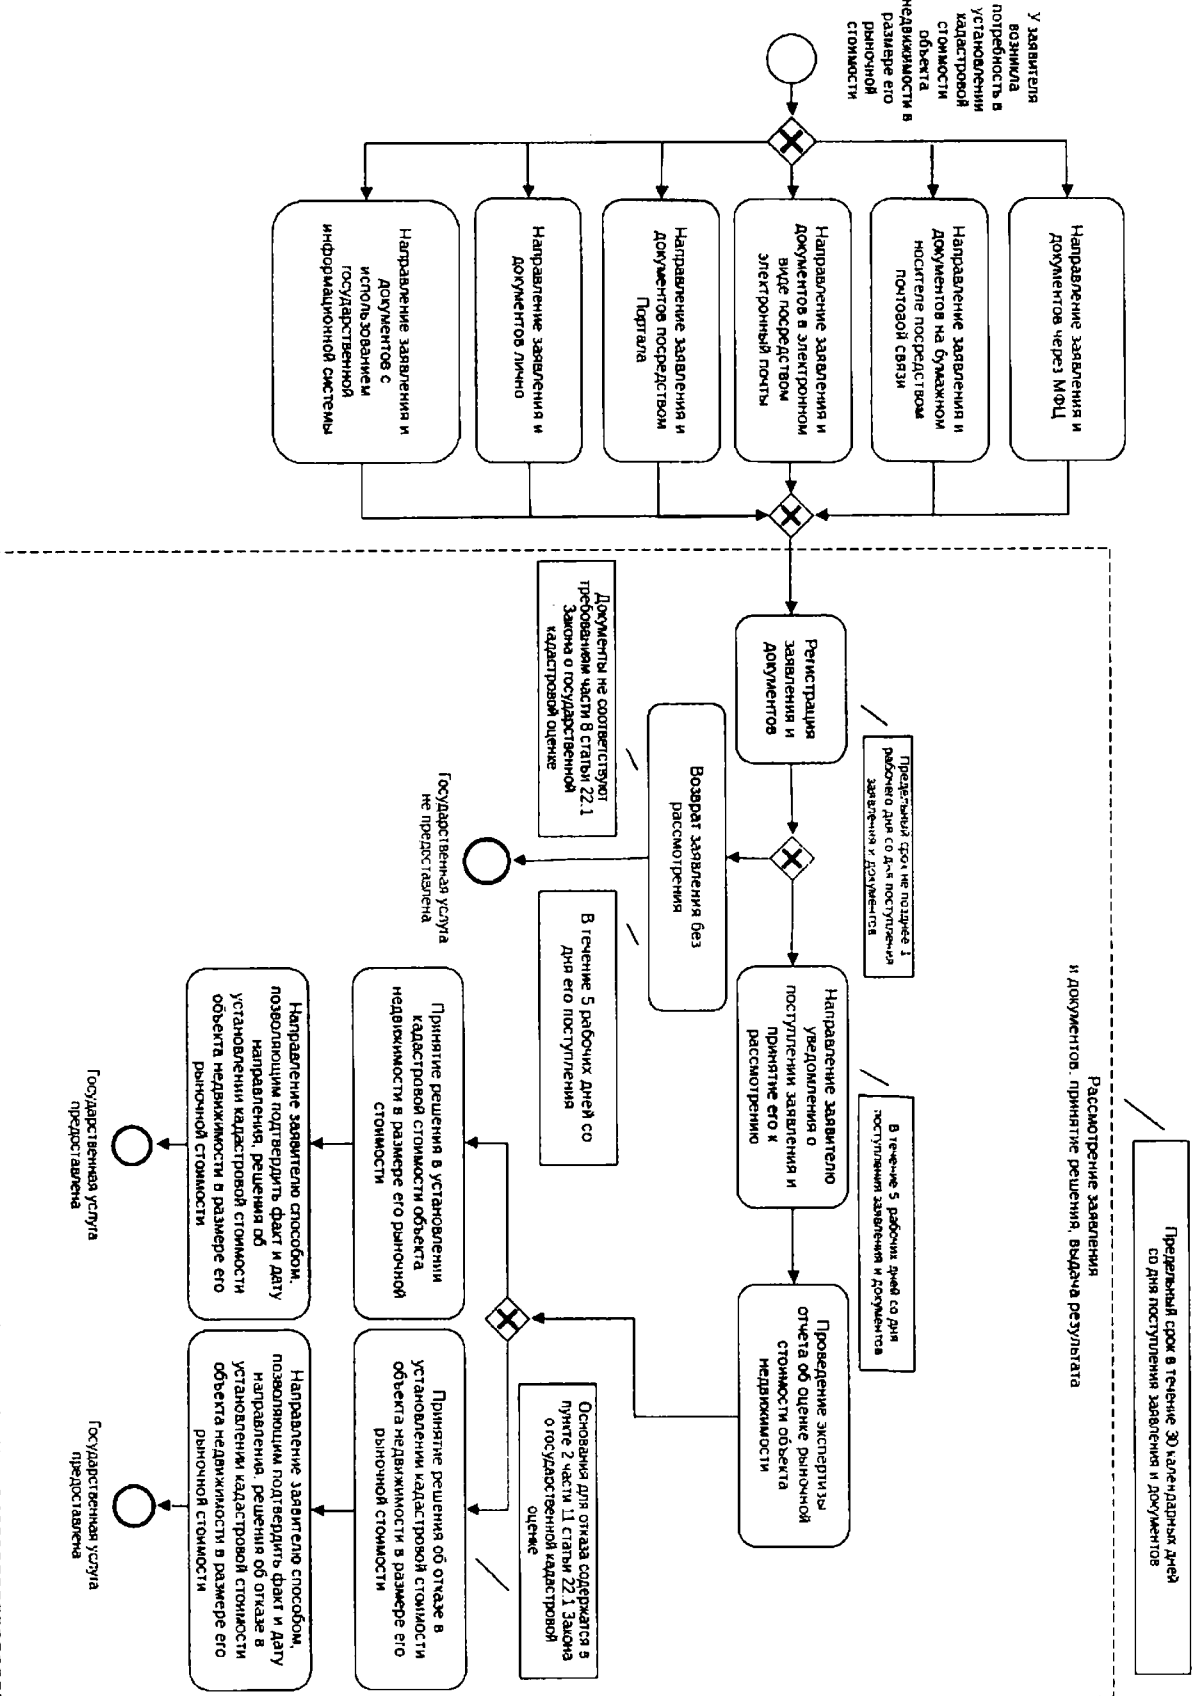 У заявителя
возникла
потребность в
установлении
кадастровой
стоимости
объекта
недвижимости в
размере его
рыночной
стоимости
Направление заявления и
документов через МФЦ
Направление заявления и
документов на бумажном
носителе посредством
почтовой связи
Направление заявления и
документов в электронном
виде посредством
электронный почты
Направление заявления и
документов посредством
Портала
Направление заявления и
документов лично
Направление заявления и
документов с
использованием
государственной
информационной системы
Предельный срок в течение 30 календарных дней
со дня поступления заявления и документов
Рассмотрение заявления
и документов, принятие решения, выдача результата
Предельный срок не позднее 1
рабочего дня со дня поступления
заявления и документов
Регистрация
заявления и
документов
Документы не соответствуют
требованиям части 8 статьи 22.1
Закона о государственной
кадастровой оценке
Возврат заявления без
рассмотрения
В течение 5 рабочих дней со
дня его поступления
Государственная услуга
не предоставлена
В течение 5 рабочих дней со дня
поступления заявления и документов
Направление заявителю
уведомления о
поступлении заявления и
принятие его к
рассмотрению
Проведение экспертизы
отчета об оценке рыночной
стоимости объекта
недвижимости
Основания для отказа содержатся в
пункте 2 части 11 статьи 22.1 Закона
о государственной кадастровой
оценке
Принятие решения в установлении
кадастровой стоимости объекта
недвижимости в размере его рыночной
стоимости
Направление заявителю способом,
позволяющим подтвердить факт и дату
направления, решения об
установлении кадастровой стоимости
объекта недвижимости в размере его
рыночной стоимости
Государственная услуга
предоставлена
Принятие решения об отказе в
установлении кадастровой стоимости
объекта недвижимости в размере его
рыночной стоимости
Направление заявителю способом,
позволяющим подтвердить факт и дату
направления, решения об отказе в
установлении кадастровой стоимости
объекта недвижимости в размере его
рыночной стоимости
Государственная услуга
предоставлена